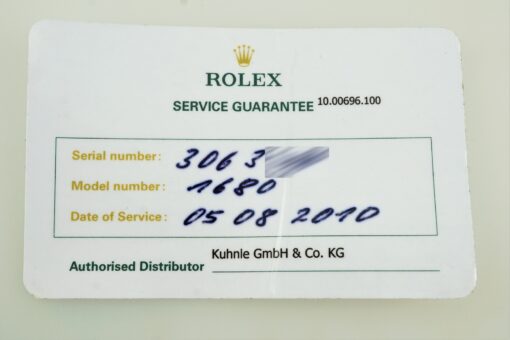 ROLEX
SERVICE GUARANTEE 10.00696.100
Serial number: 3063
Model number: 1680
Date of Service: 05 08 2010
Authorised Distributor Kuhnle GmbH & Co. KG